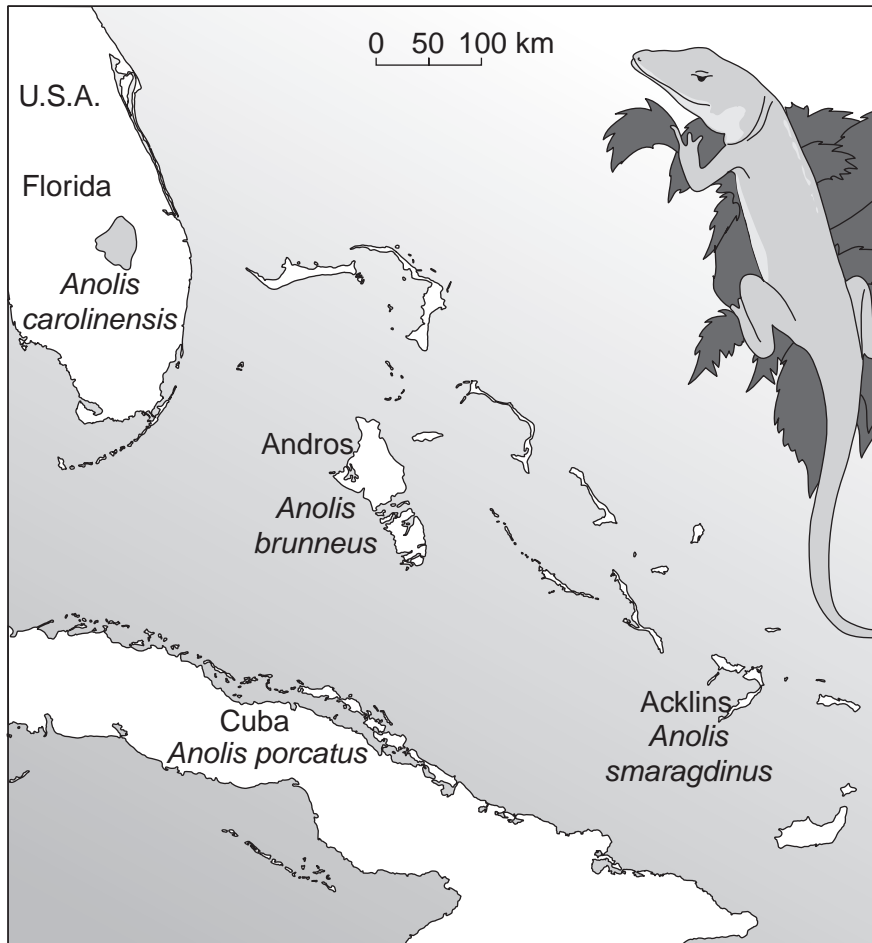 0 50 100 km
U.S.A.
Florida
Anolis
carolinensis
Andros
Anolis
brunneus
Acklins
Anolis
smaragdinus
Cuba
Anolis porcatus